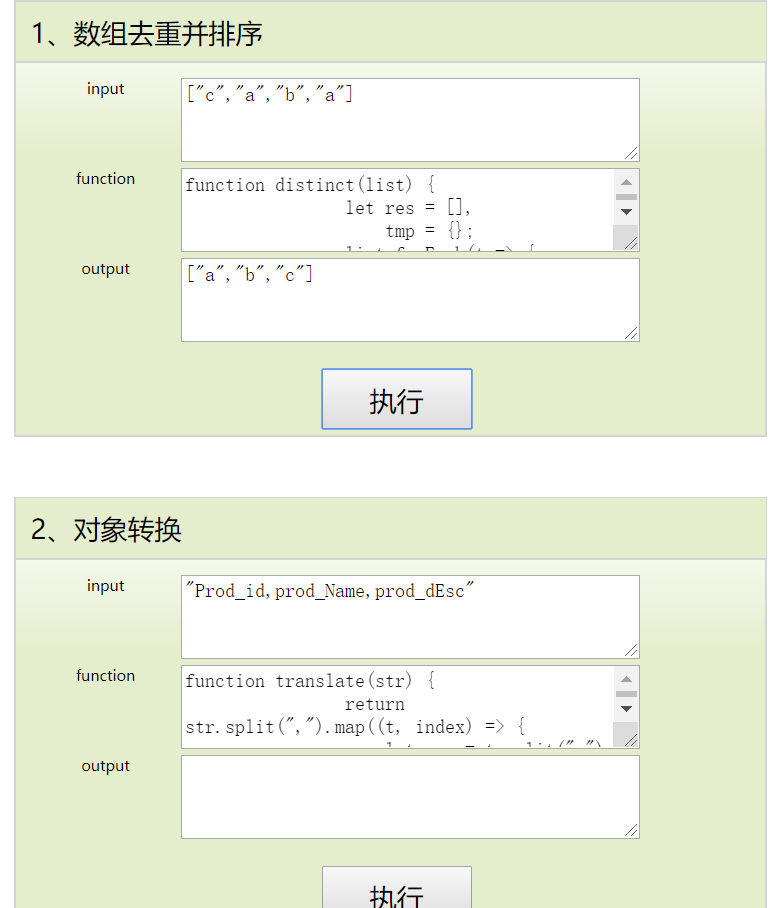 1、数组去重并排序
input
["c","a","b","a"]
function
function distinct(list) {
let res = [],
tmp = {};
output
["a","b","c"]
执行
2、对象转换
input
"Prod_id,prod_Name,prod_dEsc"
function
function translate(str) {
return
str.split(",").map((t, index) => {
output
执行